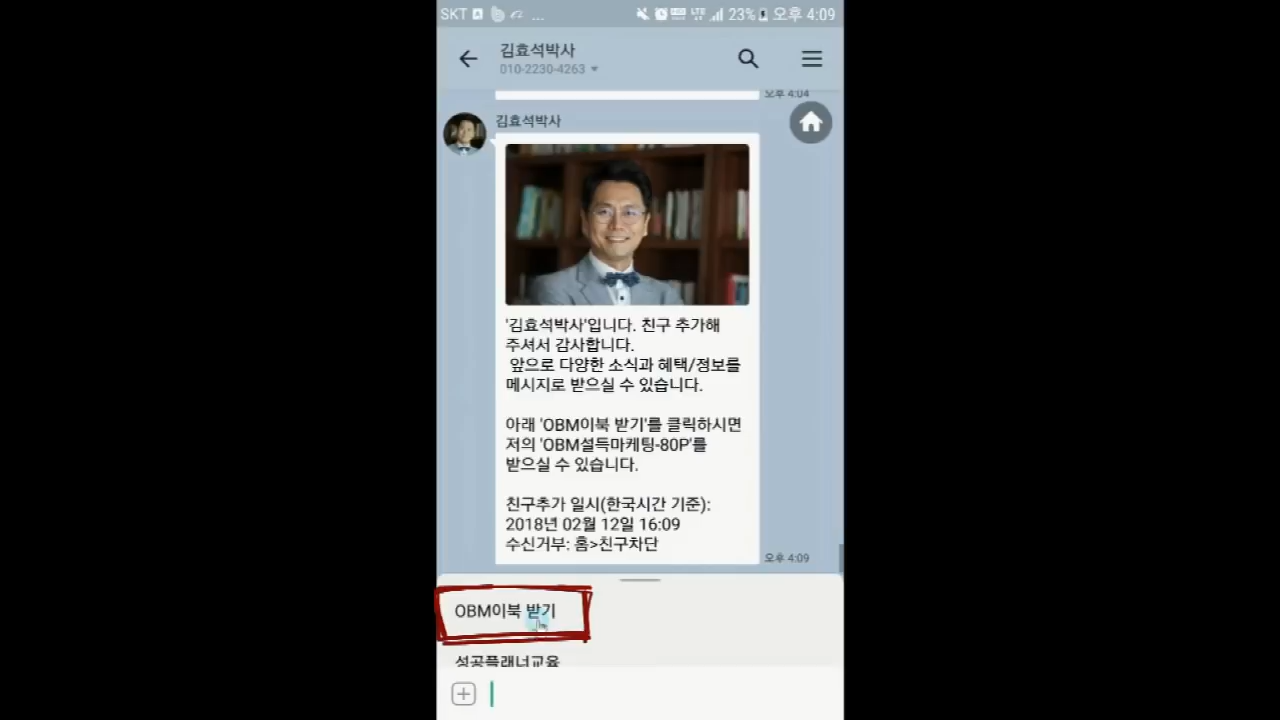 SKT ... 23% 오후 4:09
김효석박사
010-2230-4263
오후 4:04
김효석박사
'김효석박사'입니다. 친구 추가해
주셔서 감사합니다.
앞으로 다양한 소식과 혜택/정보를
메시지로 받으실 수 있습니다.
아래 'OBM이북 받기'를 클릭하시면
저의 'OBM설득마케팅-80P'를
받으실 수 있습니다.
친구추가 일시(한국시간 기준):
2018년 02월 12일 16:09
수신거부: 홈>친구차단
오후 4:09
OBM이북 받기
성공플래너교육